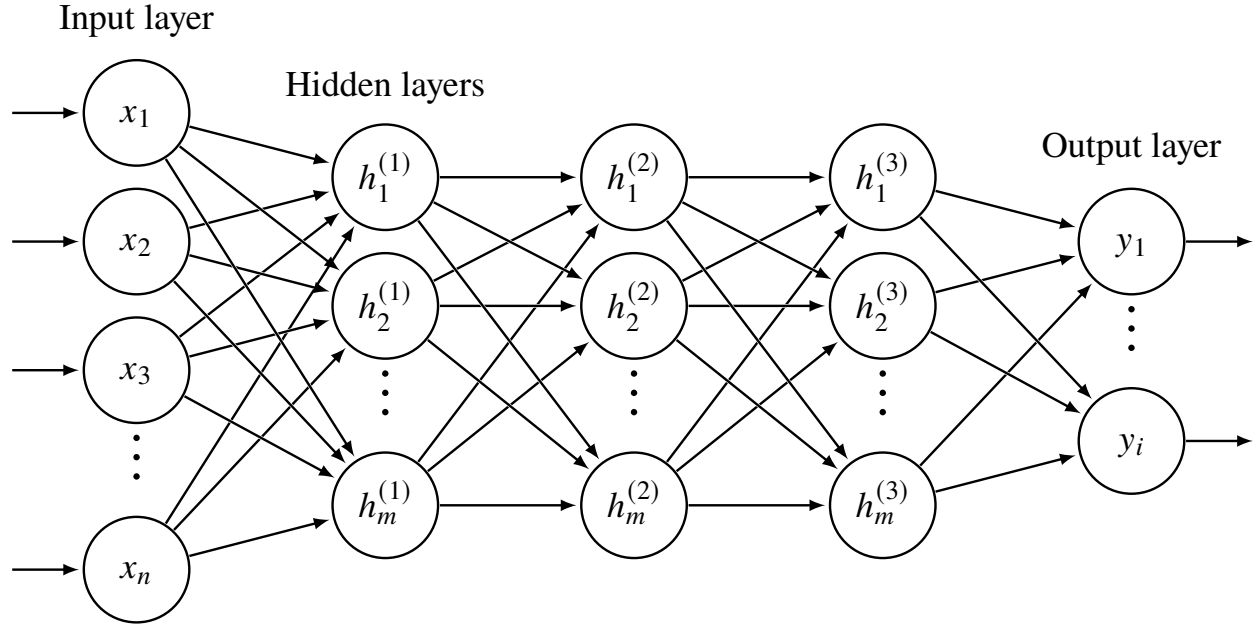 Input layer
Hidden layers
Output layer
x₁
x₂
x₃
⋮
xₙ
h₁⁽¹⁾
h₂⁽¹⁾
⋮
hₘ⁽¹⁾
h₁⁽²⁾
h₂⁽²⁾
⋮
hₘ⁽²⁾
h₁⁽³⁾
h₂⁽³⁾
⋮
hₘ⁽³⁾
y₁
⋮
yᵢ